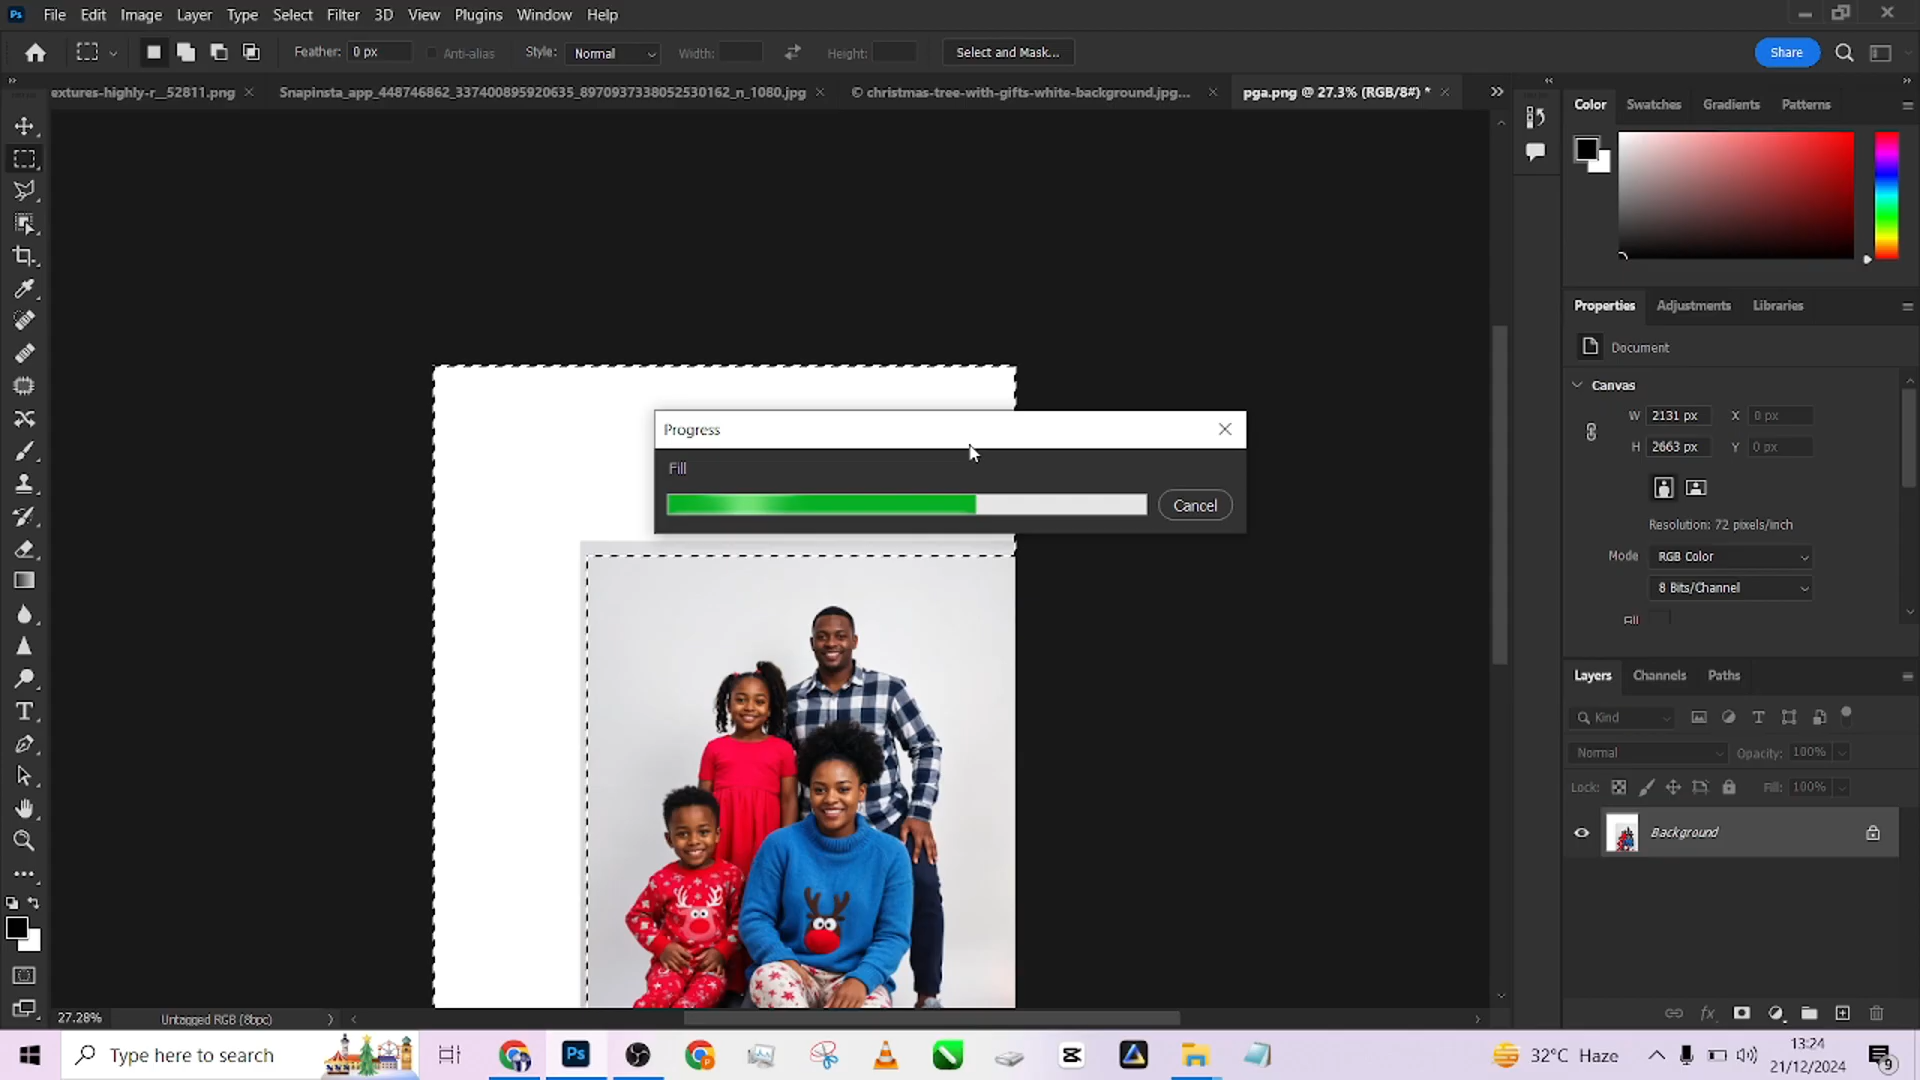 Ps File Edit Image Layer Type Select Filter 3D View Plugins Window Help
Feather: 0 px Anti-alias Style: Normal Width: Height: Select and Mask... Share
extures-highly-r__52811.png Snapinsta_app_448746862_337400895920635_8970937338052530162_n_1080.jpg © christmas-tree-with-gifts-white-background.jpg... pga.png @ 27.3% (RGB/8#) *
Color Swatches Gradients Patterns
Properties Adjustments Libraries
Document
Canvas
W 2131 px X 0 px
H 2663 px Y 0 px
Resolution: 72 pixels/inch
Mode RGB Color
8 Bits/Channel
Fill
Progress
Fill
Cancel
Layers Channels Paths
Kind
Normal Opacity: 100%
Lock: Fill: 100%
Background
27.28% Untagged RGB (8bpc)
Type here to search
Ps
32°C Haze
13:24
21/12/2024
9